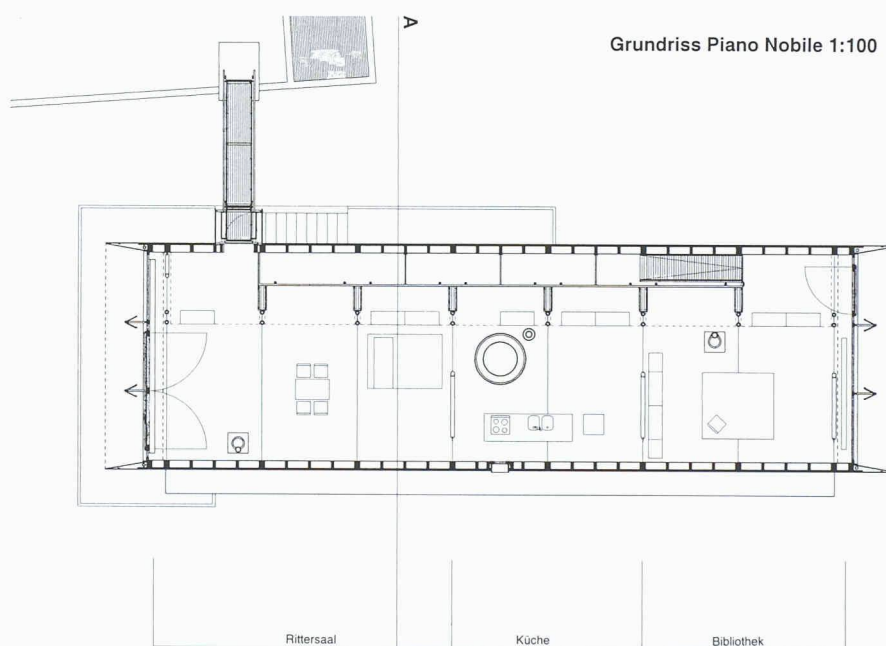 A
Grundriss Piano Nobile 1:100
Rittersaal
Küche
Bibliothek